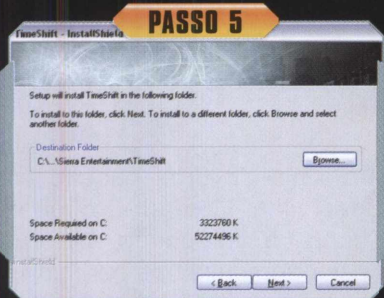 PASSO 5
TimeShift - InstallShield
Setup will install TimeShift in the following folder.
To install to this folder, click Next. To install to a different folder, click Browse and select
another folder.
Destination Folder
C:\...\Sierra Entertainment\TimeShift
Browse...
Space Required on C: 3323760 K
Space Available on C: 52274496 K
InstallShield
< Back Next > Cancel